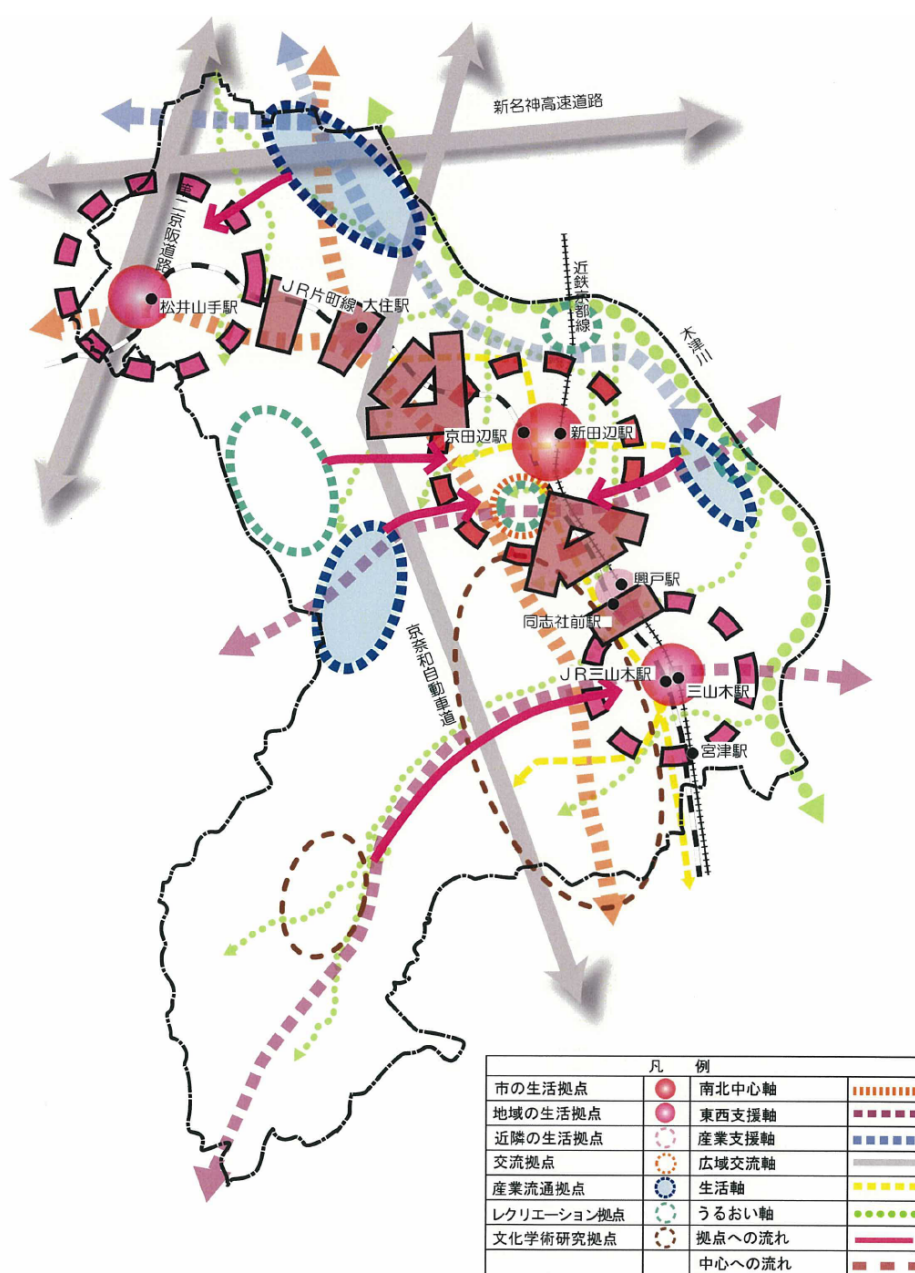 新名神高速道路
第二京阪道路
近鉄京都線
JR片町線
大住駅
松井山手駅
木津川
京田辺駅
新田辺駅
興戸駅
同志社前駅
京奈和自動車道
JR三山木駅
三山木駅
宮津駅
凡 例
市の生活拠点 南北中心軸
地域の生活拠点 東西支援軸
近隣の生活拠点 産業支援軸
交流拠点 広域交流軸
産業流通拠点 生活軸
レクリエーション拠点 うるおい軸
文化学術研究拠点 拠点への流れ
中心への流れ